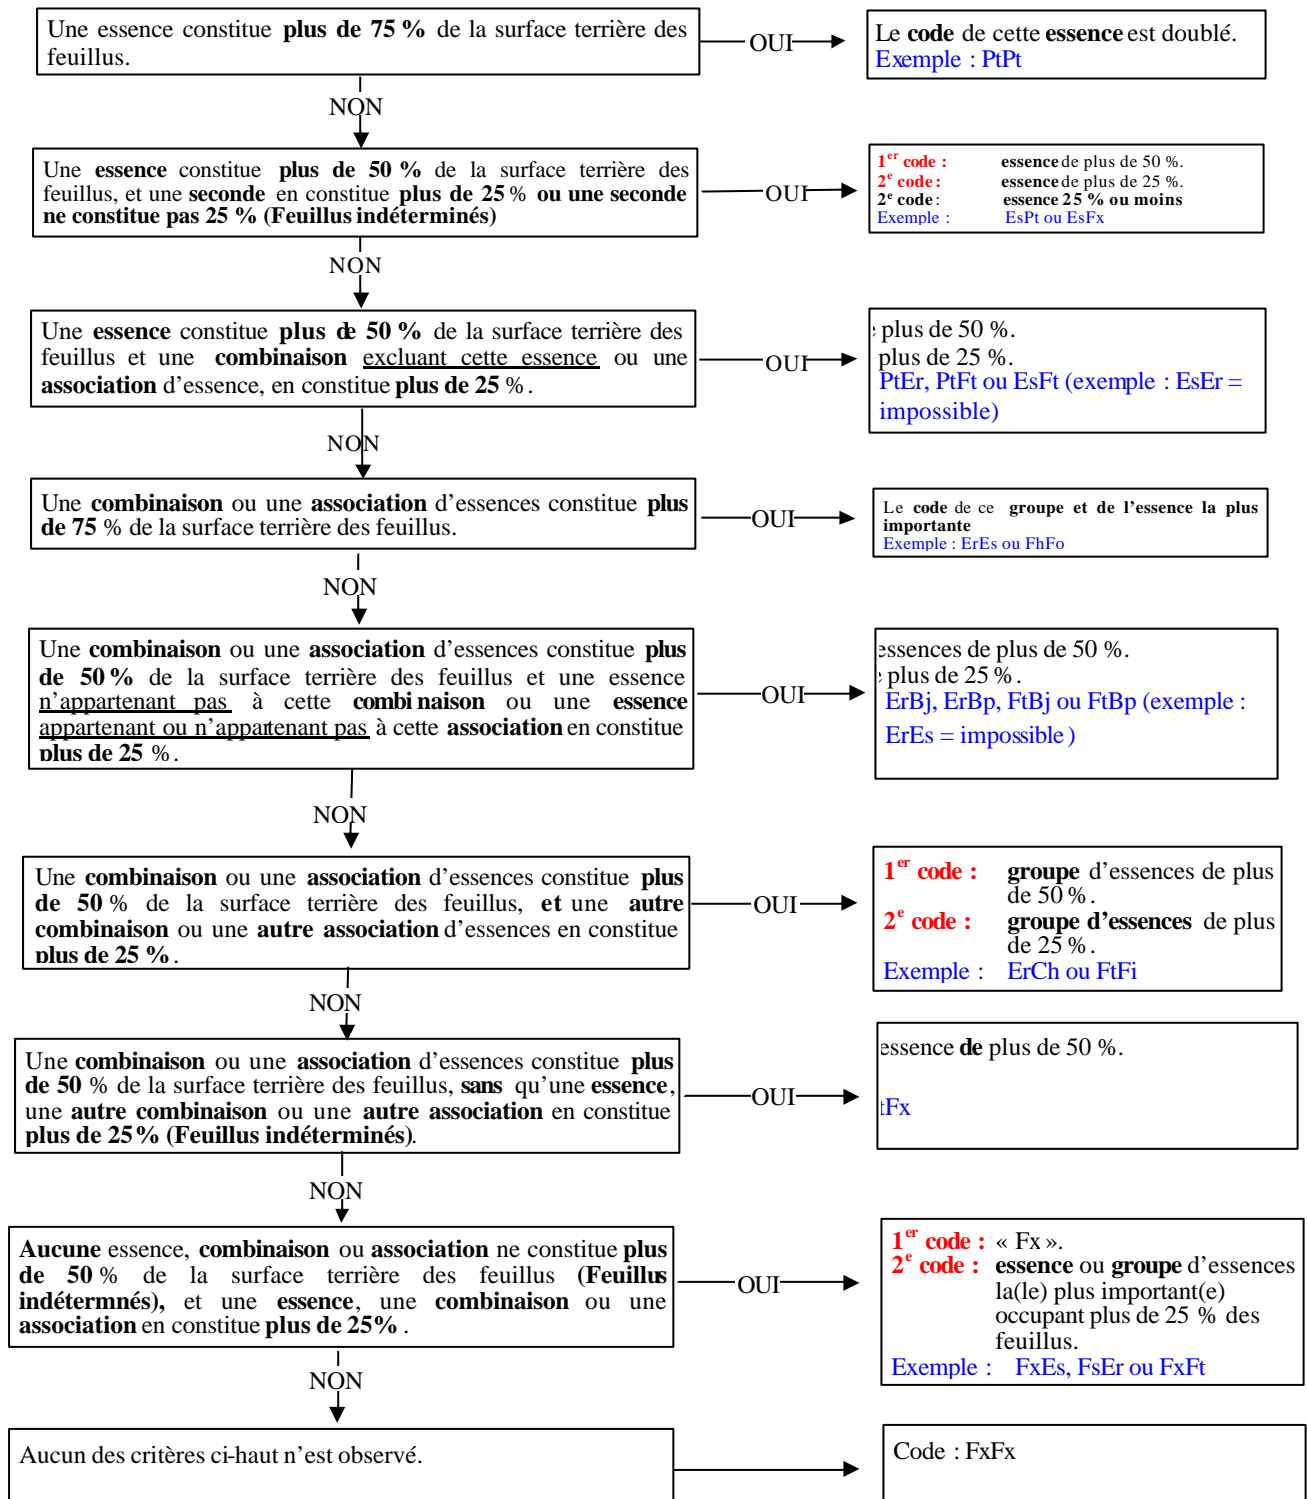 Une essence constitue plus de 75 % de la surface terrière des
feuillus.
OUI
Le code de cette essence est doublé.
Exemple : PtPt
NON
Une essence constitue plus de 50 % de la surface terrière des
feuillus, et une seconde en constitue plus de 25 % ou une seconde
ne constitue pas 25 % (Feuillus indéterminés)
OUI
1er code : essence de plus de 50 %.
2e code : essence de plus de 25 %.
2e code : essence 25 % ou moins
Exemple : EsPt ou EsFx
NON
Une essence constitue plus de 50 % de la surface terrière des
feuillus et une combinaison excluant cette essence ou une
association d'essence, en constitue plus de 25 %.
OUI
plus de 50 %.
plus de 25 %.
PtEr, PtFt ou EsFt (exemple : EsEr =
impossible)
NON
Une combinaison ou une association d'essences constitue plus
de 75 % de la surface terrière des feuillus.
OUI
Le code de ce groupe et de l'essence la plus
importante
Exemple : ErEs ou FhFo
NON
Une combinaison ou une association d'essences constitue plus
de 50 % de la surface terrière des feuillus et une essence
n'appartenant pas à cette combinaison ou une essence
appartenant ou n'appartenant pas à cette association en constitue
plus de 25 %.
OUI
essences de plus de 50 %.
plus de 25 %.
ErBj, ErBp, FtBj ou FtBp (exemple :
ErEs = impossible)
NON
Une combinaison ou une association d'essences constitue plus
de 50 % de la surface terrière des feuillus, et une autre
combinaison ou une autre association d'essences en constitue
plus de 25 %.
OUI
1er code : groupe d'essences de plus
de 50 %.
2e code : groupe d'essences de plus
de 25 %.
Exemple : ErCh ou FtFi
NON
Une combinaison ou une association d'essences constitue plus
de 50 % de la surface terrière des feuillus, sans qu'une essence,
une autre combinaison ou une autre association en constitue
plus de 25% (Feuillus indéterminés).
OUI
essence de plus de 50 %.
tFx
NON
Aucune essence, combinaison ou association ne constitue plus
de 50 % de la surface terrière des feuillus (Feuillus
indétermnés), et une essence, une combinaison ou une
association en constitue plus de 25% .
OUI
1er code : « Fx ».
2e code : essence ou groupe d'essences
la(le) plus important(e)
occupant plus de 25 % des
feuillus.
Exemple : FxEs, FsEr ou FxFt
NON
Aucun des critères ci-haut n'est observé.
Code : FxFx